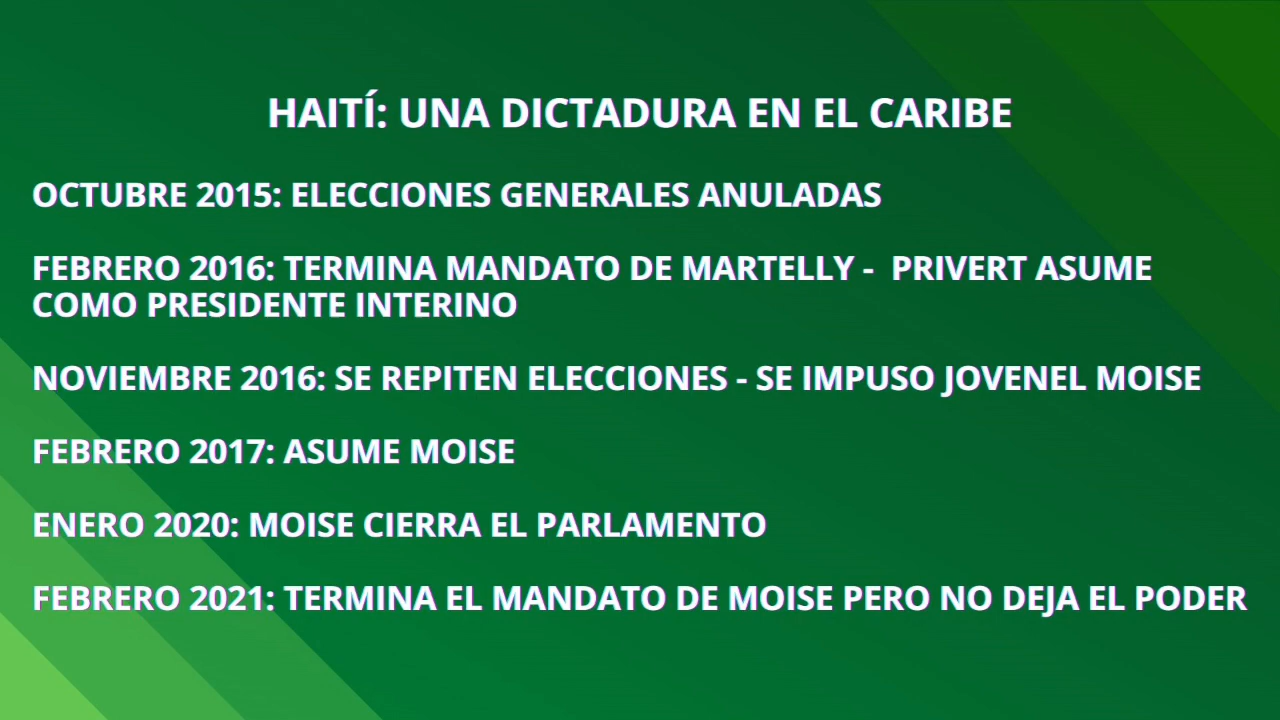 HAITÍ: UNA DICTADURA EN EL CARIBE
OCTUBRE 2015: ELECCIONES GENERALES ANULADAS
FEBRERO 2016: TERMINA MANDATO DE MARTELLY - PRIVERT ASUME
COMO PRESIDENTE INTERINO
NOVIEMBRE 2016: SE REPITEN ELECCIONES - SE IMPUSO JOVENEL MOISE
FEBRERO 2017: ASUME MOISE
ENERO 2020: MOISE CIERRA EL PARLAMENTO
FEBRERO 2021: TERMINA EL MANDATO DE MOISE PERO NO DEJA EL PODER